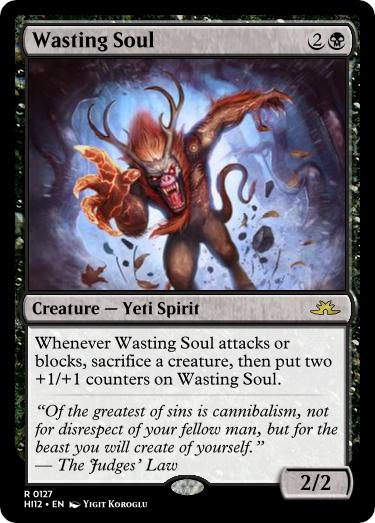 Wasting Soul 2
Creature — Yeti Spirit
Whenever Wasting Soul attacks or
blocks, sacrifice a creature, then put two
+1/+1 counters on Wasting Soul.
“Of the greatest of sins is cannibalism, not
for disrespect of your fellow man, but for the
beast you will create of yourself.”
— The Judges’ Law
2/2
R 0127
HI12 • EN Yigit Koroglu